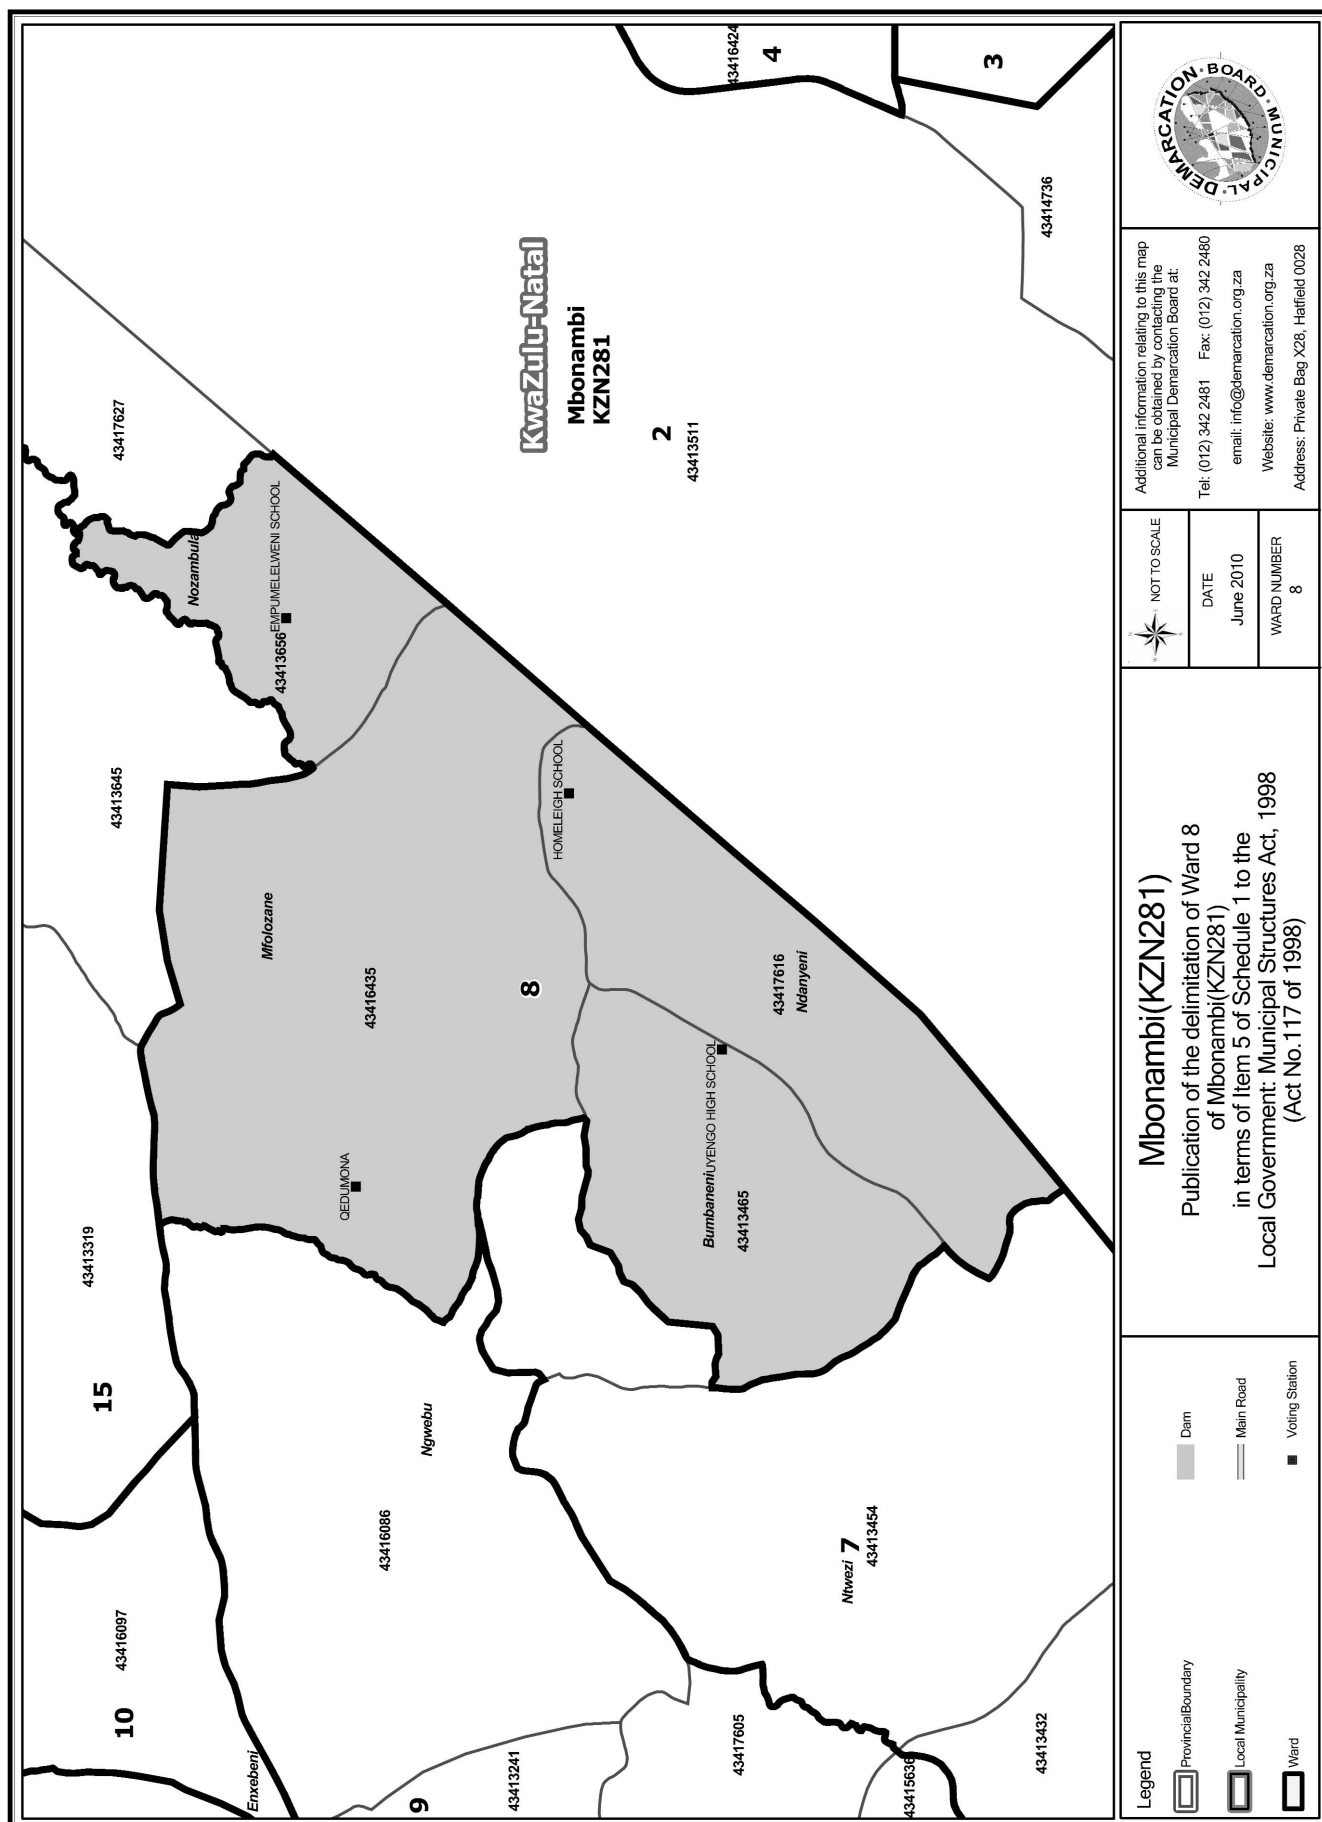 43416424
4
3
43414736
KwaZulu-Natal
Mbonambi
KZN281
2
43413511
43417627
Nozambula
EMPUMELELWENI SCHOOL
43413656
43413645
HOMELEIGH SCHOOL
Mfolozane
43416435
8
43417616
Ndanyeni
QEDUMONA
Bumbaneni
UYENGO HIGH SCHOOL
43413465
43413319
15
Ngwebu
43416086
Ntwezi
7
43413454
43416097
10
Enxebeni
9
43413241
43417605
43415636
43413432
Legend
ProvincialBoundary
Local Municipality
Ward
Dam
Main Road
Voting Station
Mbonambi(KZN281)
Publication of the delimitation of Ward 8
of Mbonambi(KZN281)
in terms of Item 5 of Schedule 1 to the
Local Government: Municipal Structures Act, 1998
(Act No.117 of 1998)
NOT TO SCALE
DATE
June 2010
WARD NUMBER
8
Additional information relating to this map
can be obtained by contacting the
Municipal Demarcation Board at:
Tel: (012) 342 2481 Fax: (012) 342 2480
email: info@demarcation.org.za
Website: www.demarcation.org.za
Address: Private Bag X28, Hatfield 0028
MUNICIPAL · DEMARCATION · BOARD ·